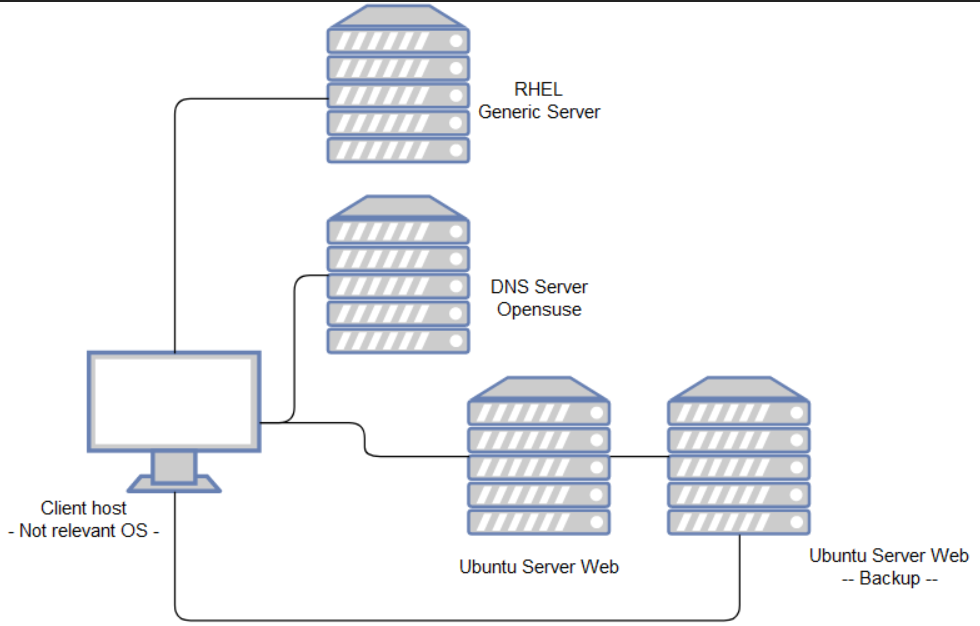 RHEL
Generic Server
DNS Server
Opensuse
Client host
- Not relevant OS -
Ubuntu Server Web
Ubuntu Server Web
-- Backup --